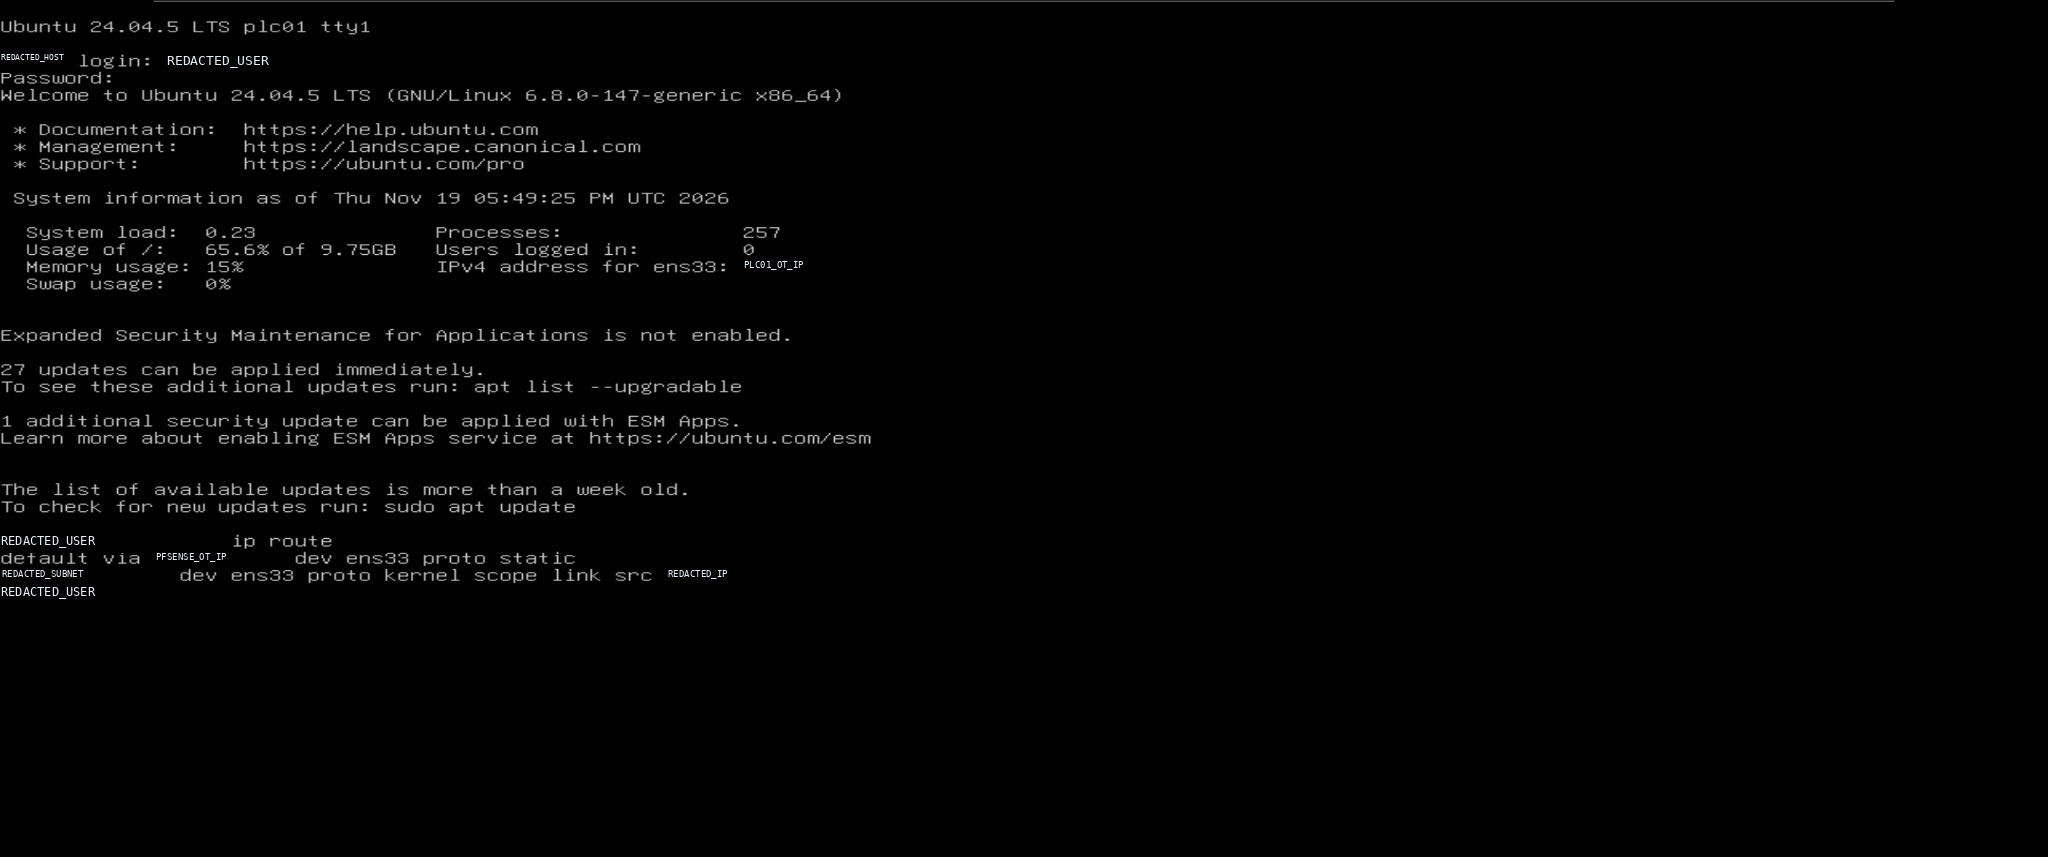 Ubuntu 24.04.5 LTS plc01 tty1
REDACTED_HOST login: REDACTED_USER
Password:
Welcome to Ubuntu 24.04.5 LTS (GNU/Linux 6.8.0-147-generic x86_64)
* Documentation: https://help.ubuntu.com
* Management: https://landscape.canonical.com
* Support: https://ubuntu.com/pro
System information as of Thu Nov 19 05:49:25 PM UTC 2026
System load: 0.23 Processes: 257
Usage of /: 65.6% of 9.75GB Users logged in: 0
Memory usage: 15% IPv4 address for ens33: PLC01_OT_IP
Swap usage: 0%
Expanded Security Maintenance for Applications is not enabled.
27 updates can be applied immediately.
To see these additional updates run: apt list --upgradable
1 additional security update can be applied with ESM Apps.
Learn more about enabling ESM Apps service at https://ubuntu.com/esm
The list of available updates is more than a week old.
To check for new updates run: sudo apt update
REDACTED_USER ip route
default via PFSENSE_OT_IP dev ens33 proto static
REDACTED_SUBNET dev ens33 proto kernel scope link src REDACTED_IP
REDACTED_USER